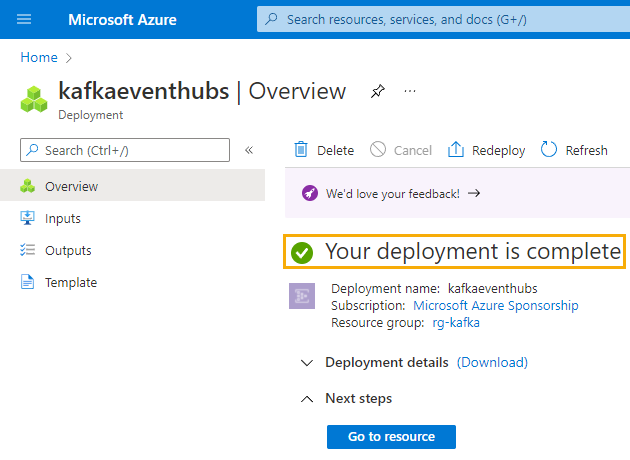 Microsoft Azure
Search resources, services, and docs (G+/)
Home
kafkaeventhubs | Overview
Deployment
Search (Ctrl+/)
Delete
Cancel
Redeploy
Refresh
Overview
Inputs
Outputs
Template
We'd love your feedback!
Your deployment is complete
Deployment name: kafkaeventhubs
Subscription: Microsoft Azure Sponsorship
Resource group: rg-kafka
Deployment details (Download)
Next steps
Go to resource